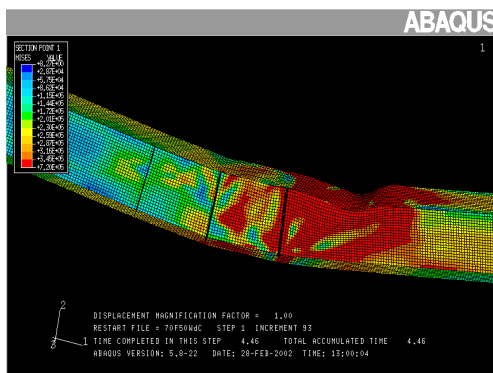 ABAQUS
1
SECTION POINT 1
MISES VALUE
+8.27E+00
+2.87E+04
+5.75E+04
+8.62E+04
+1.15E+05
+1.44E+05
+1.72E+05
+2.01E+05
+2.30E+05
+2.59E+05
+2.87E+05
+3.16E+05
+3.45E+05
+7.20E+05
2
1
3
DISPLACEMENT MAGNIFICATION FACTOR = 1.00
RESTART FILE = 70F50WdC STEP 1 INCREMENT 93
TIME COMPLETED IN THIS STEP 4.46 TOTAL ACCUMULATED TIME 4.46
ABAQUS VERSION: 5.8-22 DATE: 28-FEB-2002 TIME: 13:00:04